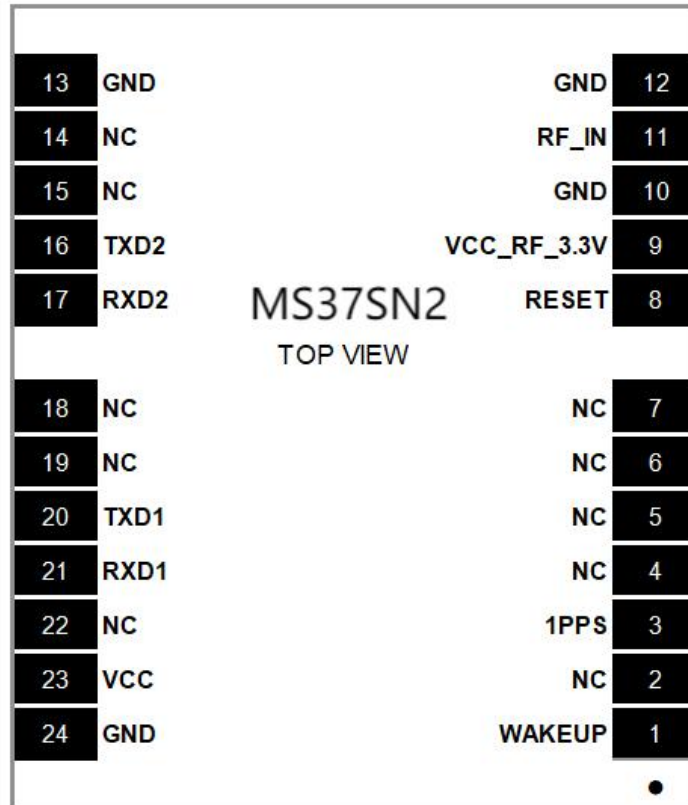 13 GND GND 12
14 NC RF_IN 11
15 NC GND 10
16 TXD2 VCC_RF_3.3V 9
17 RXD2 MS37SN2 RESET 8
TOP VIEW
18 NC NC 7
19 NC NC 6
20 TXD1 NC 5
21 RXD1 NC 4
22 NC 1PPS 3
23 VCC NC 2
24 GND WAKEUP 1